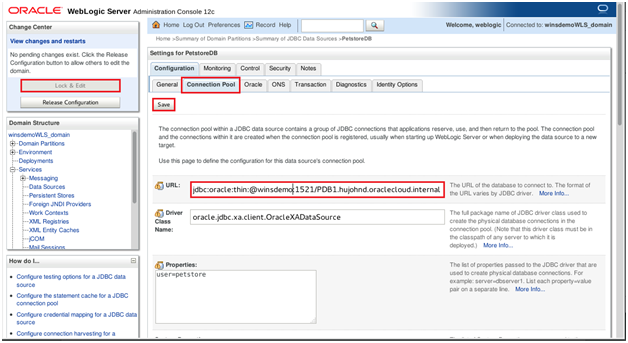 ORACLE WebLogic Server Administration Console 12c
Change Center
View changes and restarts
No pending changes exist. Click the Release
Configuration button to allow others to edit the
domain.
Lock & Edit
Release Configuration
Domain Structure
winsdemoWLS_domain
Domain Partitions
Environment
Deployments
Services
Messaging
Data Sources
Persistent Stores
Foreign JNDI Providers
Work Contexts
XML Registries
XML Entity Caches
jCOM
Mail Sessions
How do I...
Configure testing options for a JDBC data
source
Configure the statement cache for a JDBC
connection pool
Configure credential mapping for a JDBC data
source
Configure connection harvesting for a
Home Log Out Preferences Record Help
Welcome, weblogic Connected to: winsdemoWLS_domain
Home >Summary of Domain Partitions >Summary of JDBC Data Sources >PetstoreDB
Settings for PetstoreDB
Configuration Monitoring Control Security Notes
General Connection Pool Oracle ONS Transaction Diagnostics Identity Options
Save
The connection pool within a JDBC data source contains a group of JDBC connections that applications reserve, use, and then return to the pool. The connection pool
and the connections within it are created when the connection pool is registered, usually when starting up WebLogic Server or when deploying the data source to a new
target.
Use this page to define the configuration for this data source's connection pool.
URL:
jdbc:oracle:thin:@winsdemo:1521/PDB1.hujohnd.oraclecloud.internal
The URL of the database to connect to. The format of
the URL varies by JDBC driver. More Info...
Driver
Class
Name:
oracle.jdbc.xa.client.OracleXADataSource
The full package name of JDBC driver class used to
create the physical database connections in the
connection pool. (Note that this driver class must be in
the classpath of any server to which it is
deployed.) More Info...
Properties:
user=petstore
The list of properties passed to the JDBC driver that are
used to create physical database connections. For
example: server=dbserver1. List each property=value
pair on a separate line. More Info...